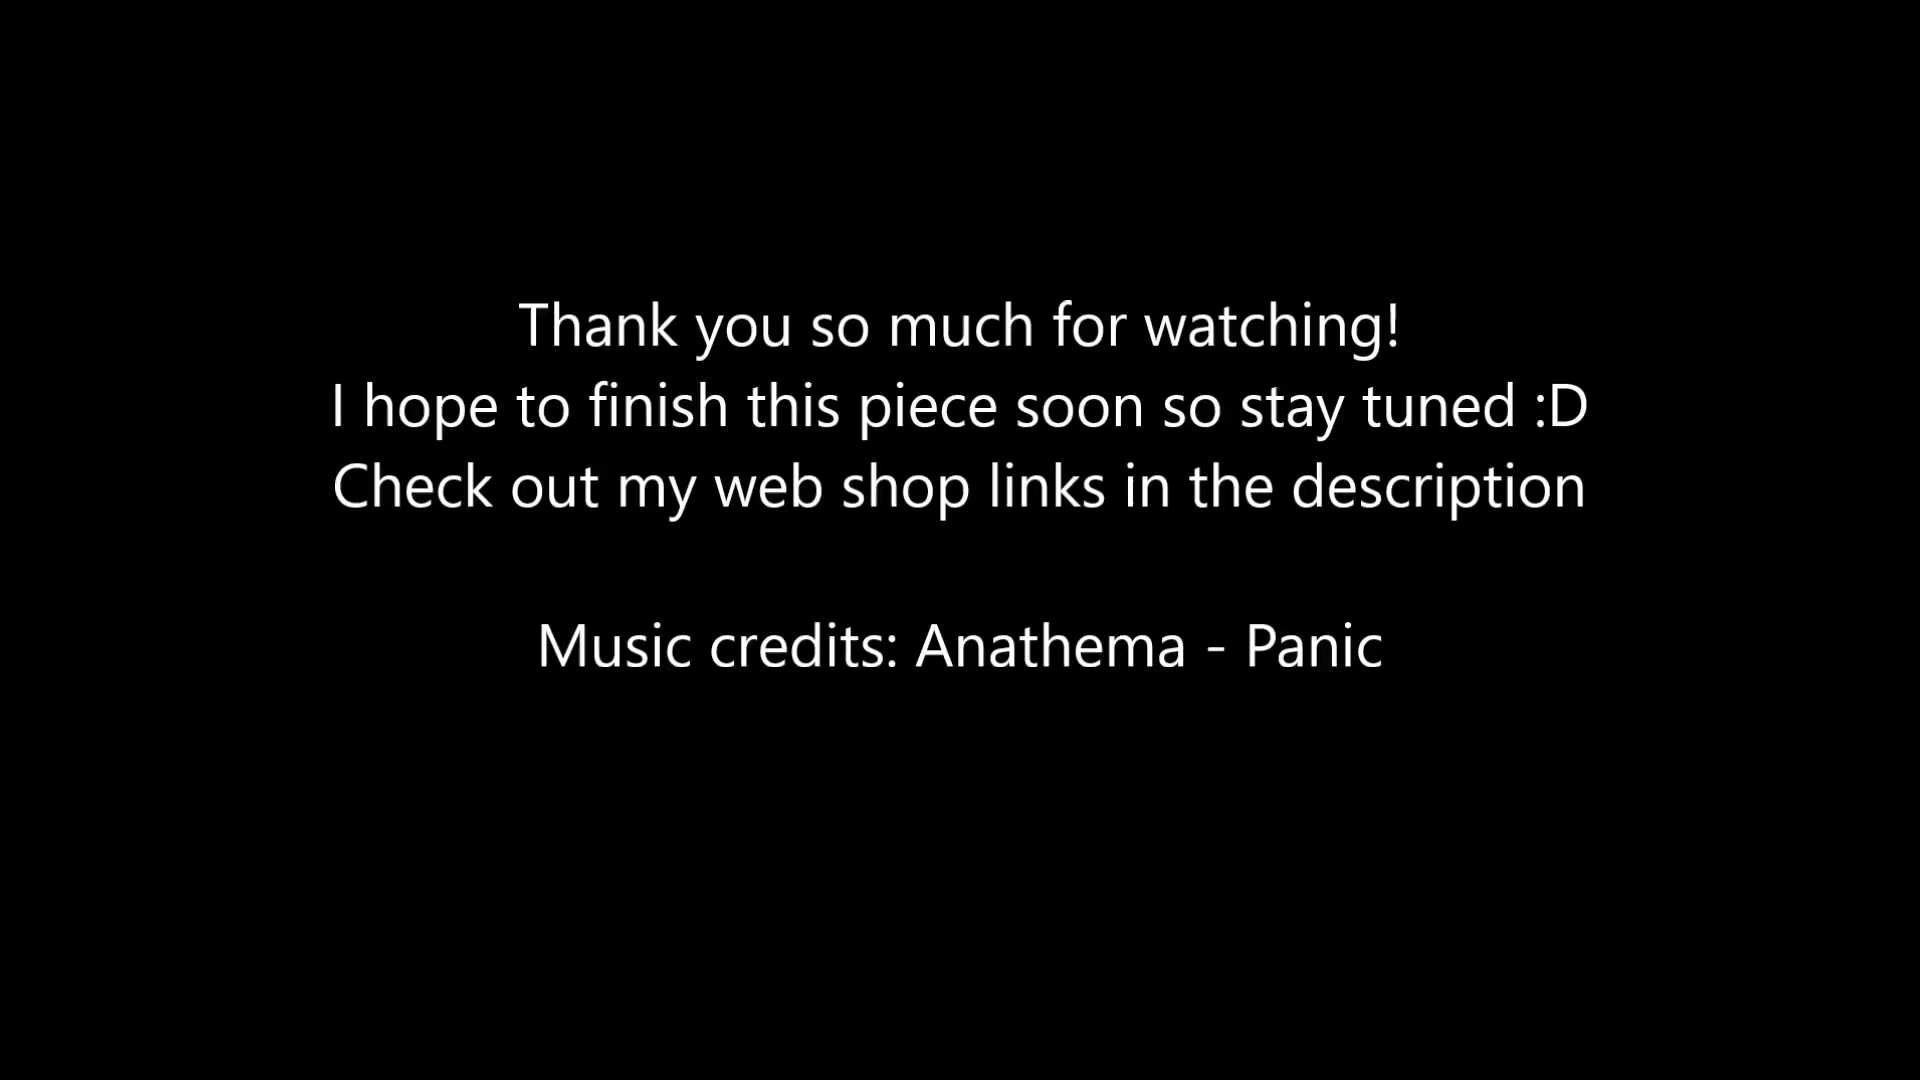 Thank you so much for watching!
I hope to finish this piece soon so stay tuned :D
Check out my web shop links in the description
Music credits: Anathema - Panic